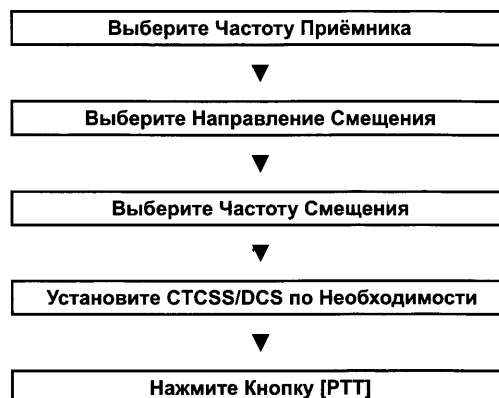 Выберите Частоту Приёмника
Выберите Направление Смещения
Выберите Частоту Смещения
Установите CTCSS/DCS по Необходимости
Нажмите Кнопку [PTT]